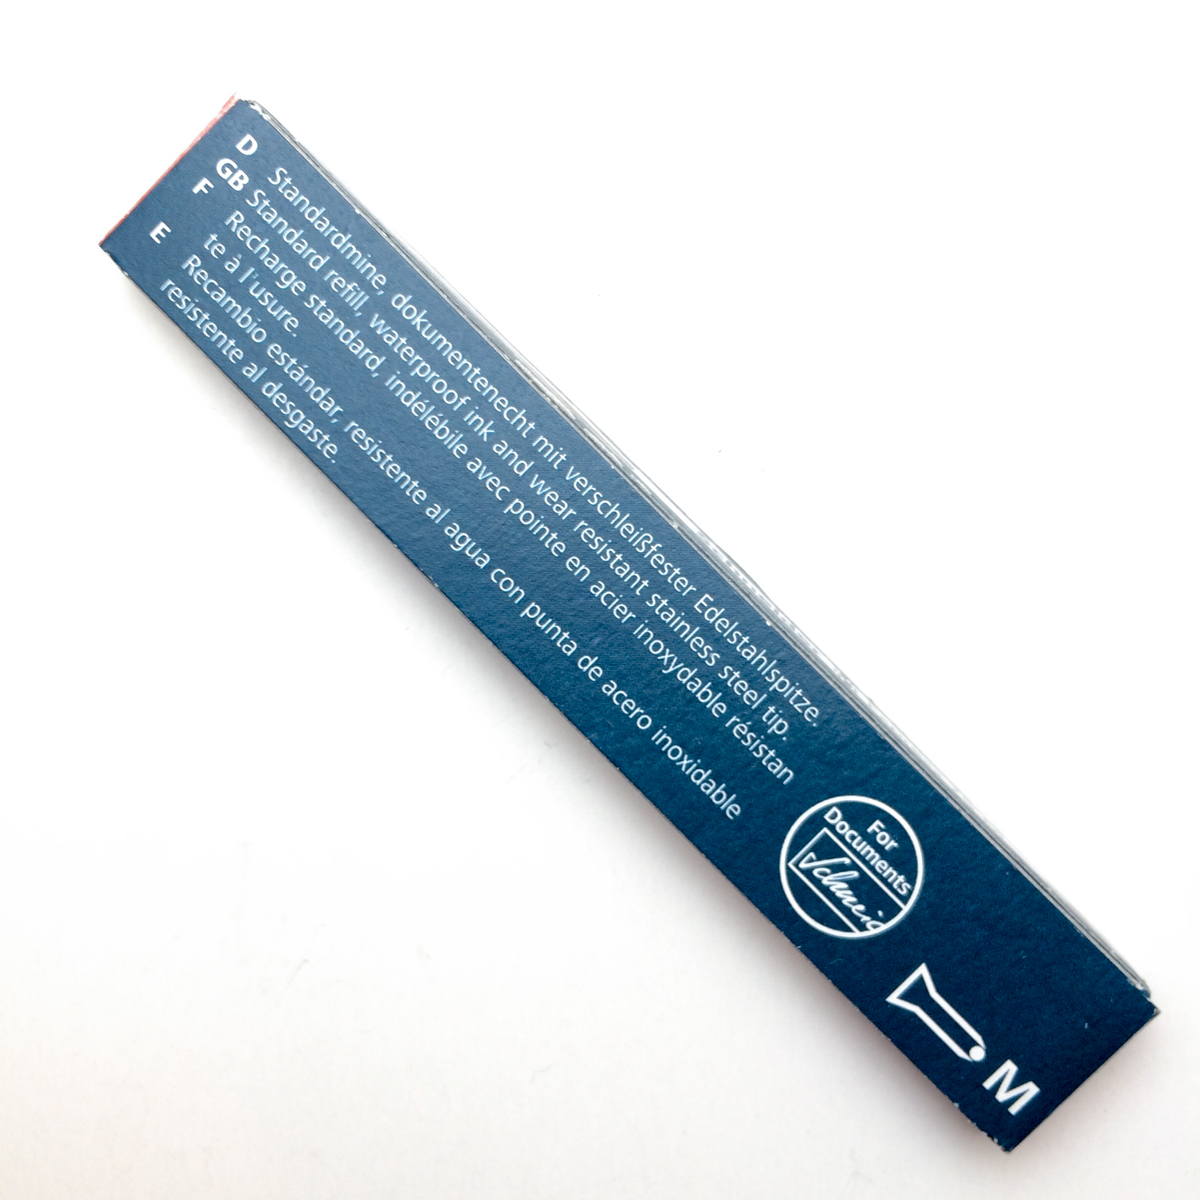 D Standardmine, dokumentenecht mit verschleißfester Edelstahlspitze.
GB Standard refill, waterproof ink and wear resistant stainless steel tip.
F Recharge standard, indélébile avec pointe en acier inoxydable résistan
te à l'usure.
E Recambio estándar, resistente al agua con punta de acero inoxidable
resistente al desgaste.
For
Documents
Schneid
M